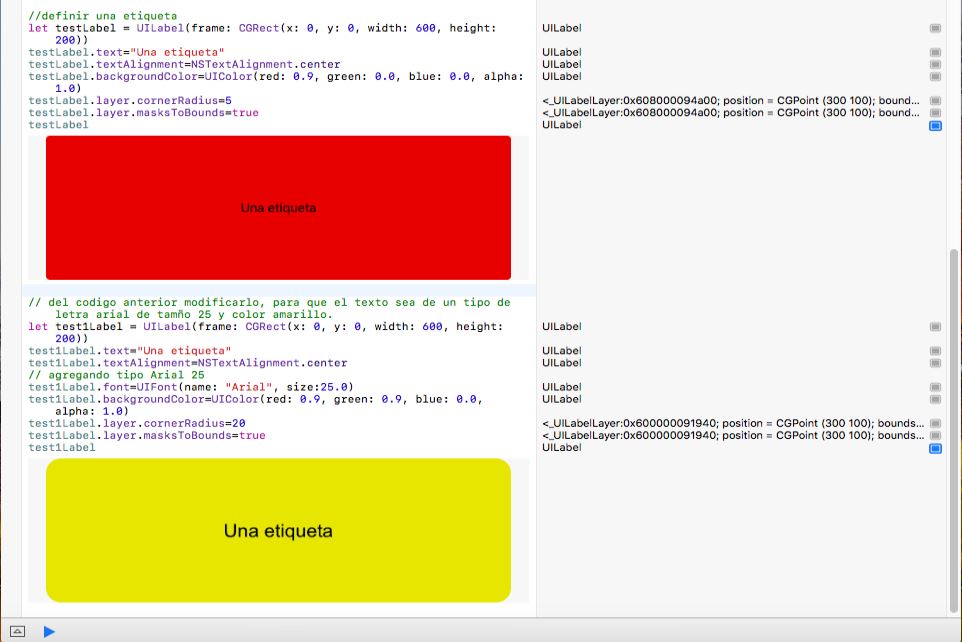 //definir una etiqueta
let testLabel = UILabel(frame: CGRect(x: 0, y: 0, width: 600, height: UILabel
200))
testLabel.text="Una etiqueta" UILabel
testLabel.textAlignment=NSTextAlignment.center UILabel
testLabel.backgroundColor=UIColor(red: 0.9, green: 0.0, blue: 0.0, alpha: UILabel
1.0)
testLabel.layer.cornerRadius=5 <_UILabelLayer:0x608000094a00; position = CGPoint (300 100); bound...
testLabel.layer.masksToBounds=true <_UILabelLayer:0x608000094a00; position = CGPoint (300 100); bound...
testLabel UILabel
Una etiqueta
// del codigo anterior modificarlo, para que el texto sea de un tipo de
letra arial de tamño 25 y color amarillo.
let test1Label = UILabel(frame: CGRect(x: 0, y: 0, width: 600, height: UILabel
200))
test1Label.text="Una etiqueta" UILabel
test1Label.textAlignment=NSTextAlignment.center UILabel
// agregando tipo Arial 25
test1Label.font=UIFont(name: "Arial", size:25.0) UILabel
test1Label.backgroundColor=UIColor(red: 0.9, green: 0.9, blue: 0.0, UILabel
alpha: 1.0)
test1Label.layer.cornerRadius=20 <_UILabelLayer:0x600000091940; position = CGPoint (300 100); bounds...
test1Label.layer.masksToBounds=true <_UILabelLayer:0x600000091940; position = CGPoint (300 100); bounds...
test1Label UILabel
Una etiqueta